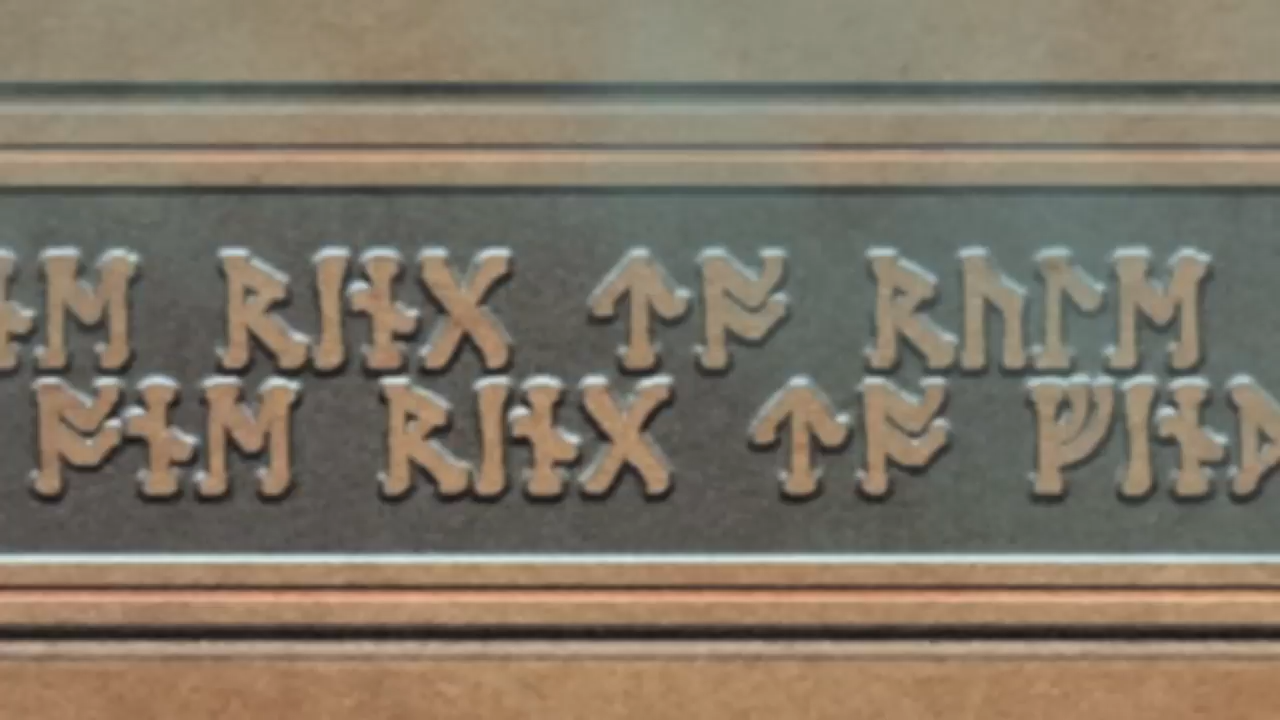 ᚱᛁᚾᚷ ᛏᚩ ᚱᚢᛚᛖ
ᚩᚾᛖ ᚱᛁᚾᚷ ᛏᚩ